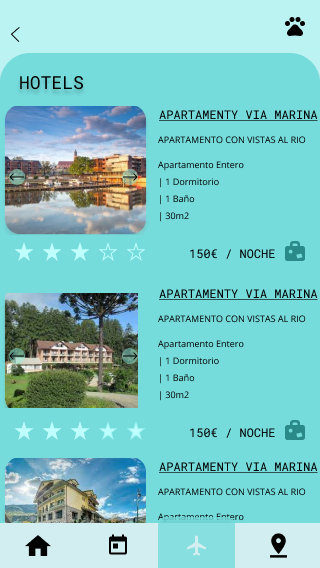 HOTELS
APARTAMENTY VIA MARINA
APARTAMENTO CON VISTAS AL RIO
Apartamento Entero
| 1 Dormitorio
| 1 Baño
| 30m2
150€ / NOCHE
APARTAMENTY VIA MARINA
APARTAMENTO CON VISTAS AL RIO
Apartamento Entero
| 1 Dormitorio
| 1 Baño
| 30m2
150€ / NOCHE
APARTAMENTY VIA MARINA
APARTAMENTO CON VISTAS AL RIO
Apartamento Entero